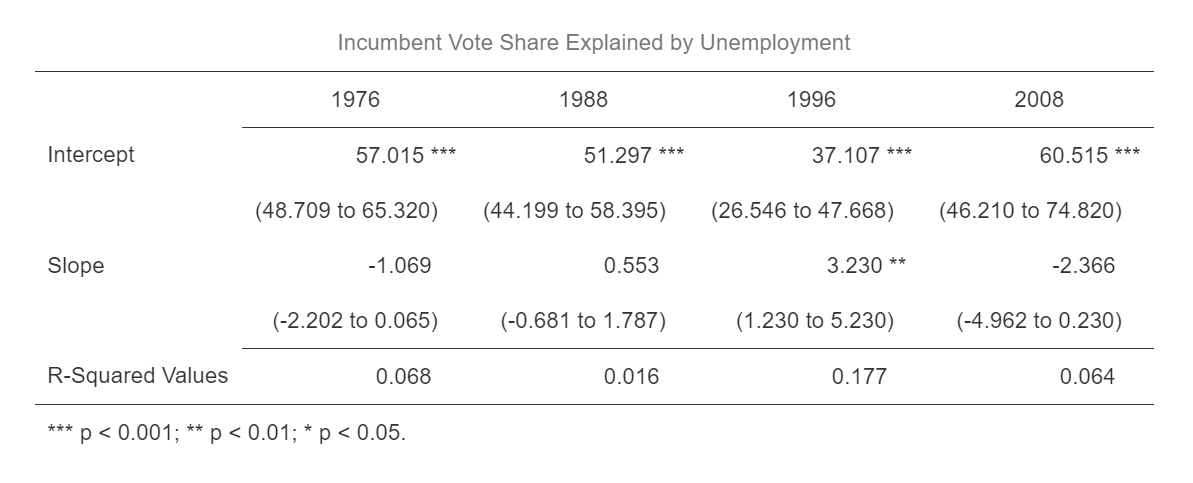 Incumbent Vote Share Explained by Unemployment
1976 1988 1996 2008
Intercept 57.015 *** 51.297 *** 37.107 *** 60.515 ***
(48.709 to 65.320) (44.199 to 58.395) (26.546 to 47.668) (46.210 to 74.820)
Slope -1.069 0.553 3.230 ** -2.366
(-2.202 to 0.065) (-0.681 to 1.787) (1.230 to 5.230) (-4.962 to 0.230)
R-Squared Values 0.068 0.016 0.177 0.064
*** p < 0.001; ** p < 0.01; * p < 0.05.